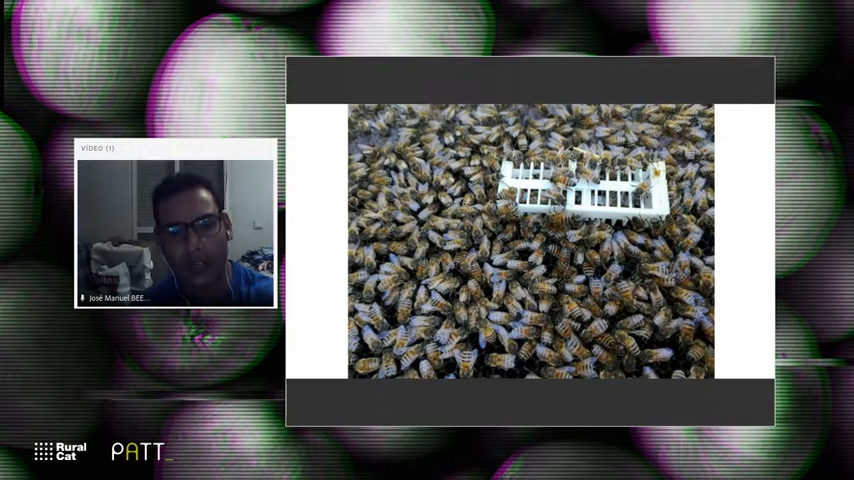 VÍDEO (1)
José Manuel BEE...
Rural
Cat
PATT_